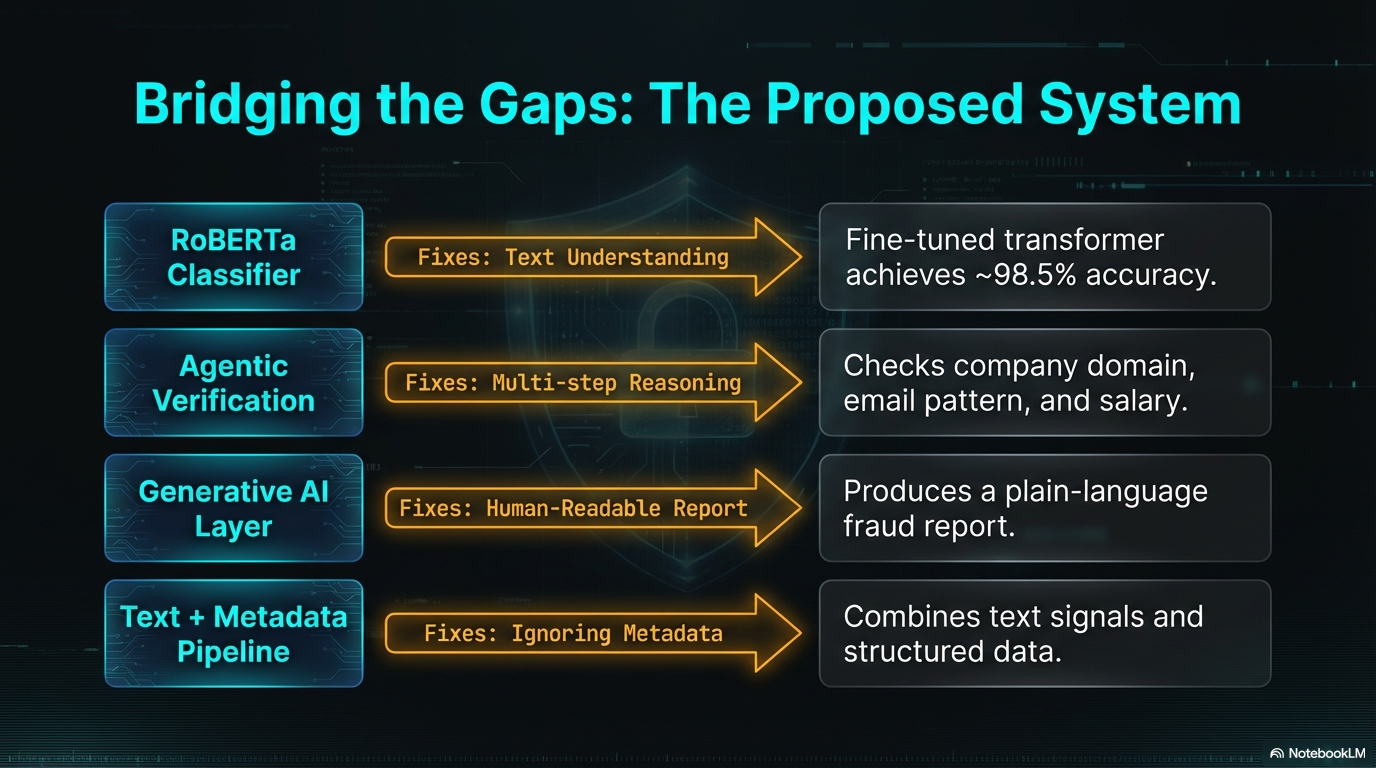 Bridging the Gaps: The Proposed System
RoBERTa
Classifier
Fixes: Text Understanding
Fine-tuned transformer
achieves ~98.5% accuracy.
Agentic
Verification
Fixes: Multi-step Reasoning
Checks company domain,
email pattern, and salary.
Generative AI
Layer
Fixes: Human-Readable Report
Produces a plain-language
fraud report.
Text + Metadata
Pipeline
Fixes: Ignoring Metadata
Combines text signals and
structured data.
NotebookLM